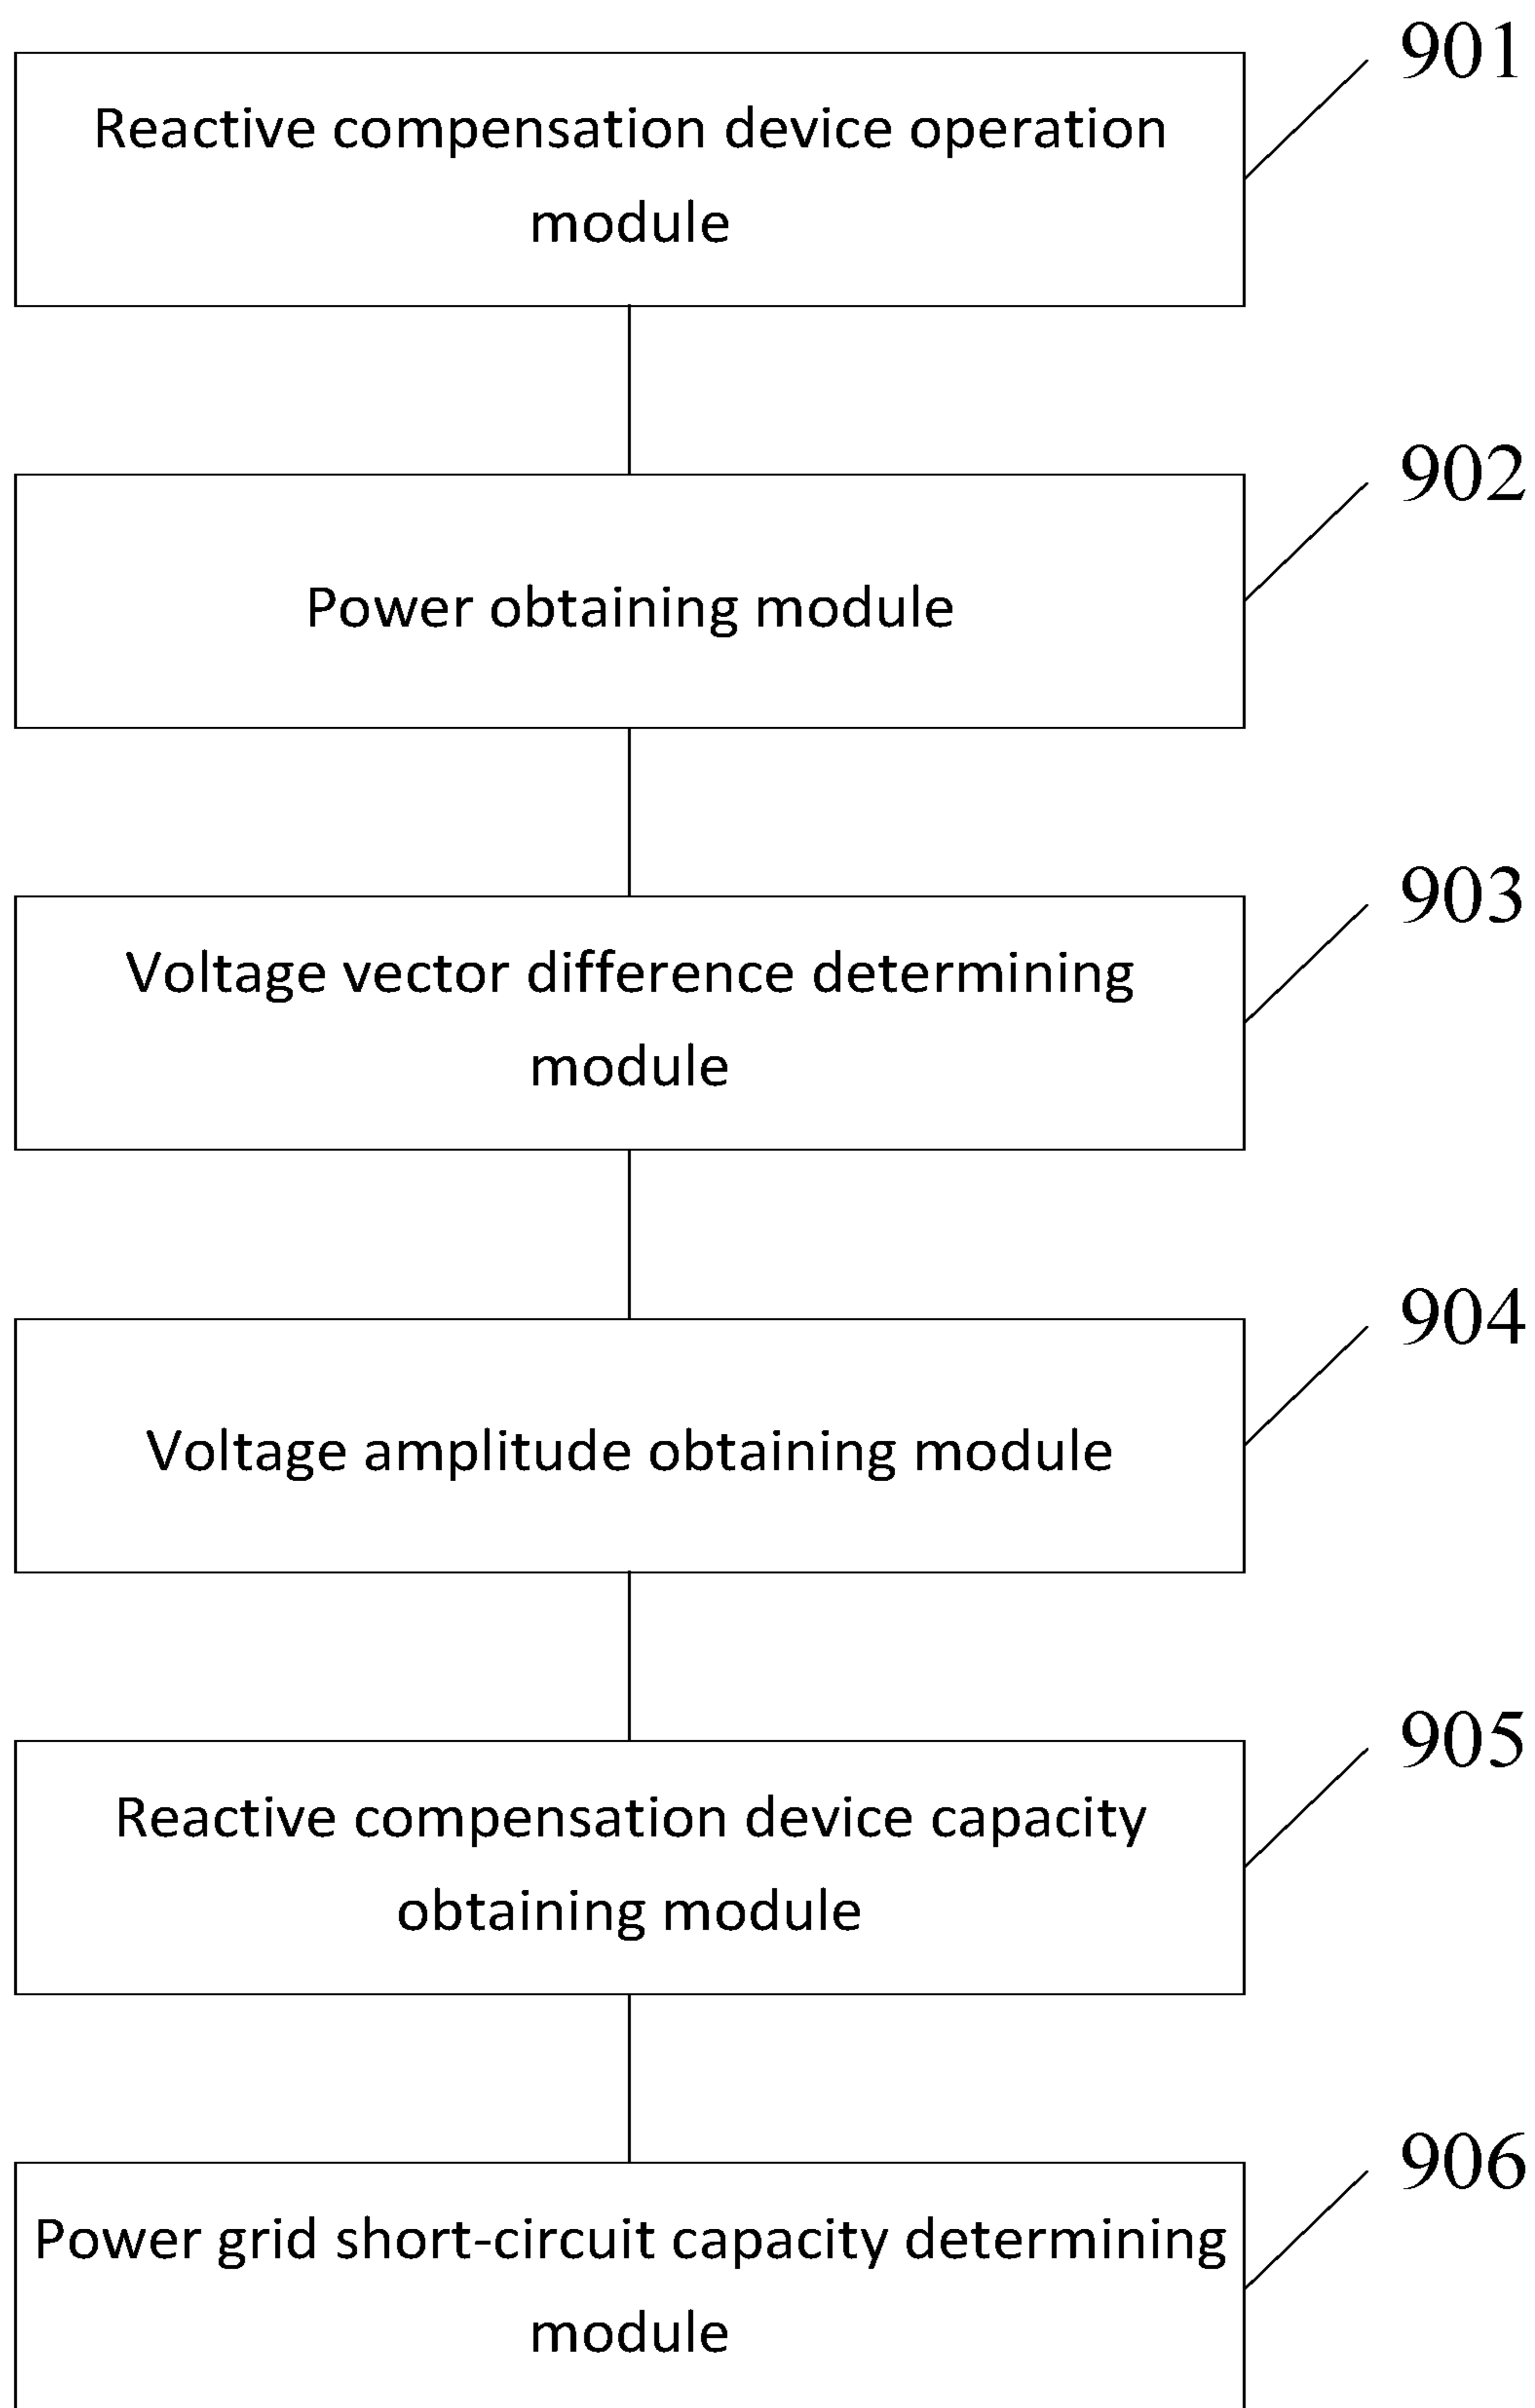 901
Reactive compensation device operation
module
902
Power obtaining module
903
Voltage vector difference determining
module
904
Voltage amplitude obtaining module
905
Reactive compensation device capacity
obtaining module
906
Power grid short-circuit capacity determining
module